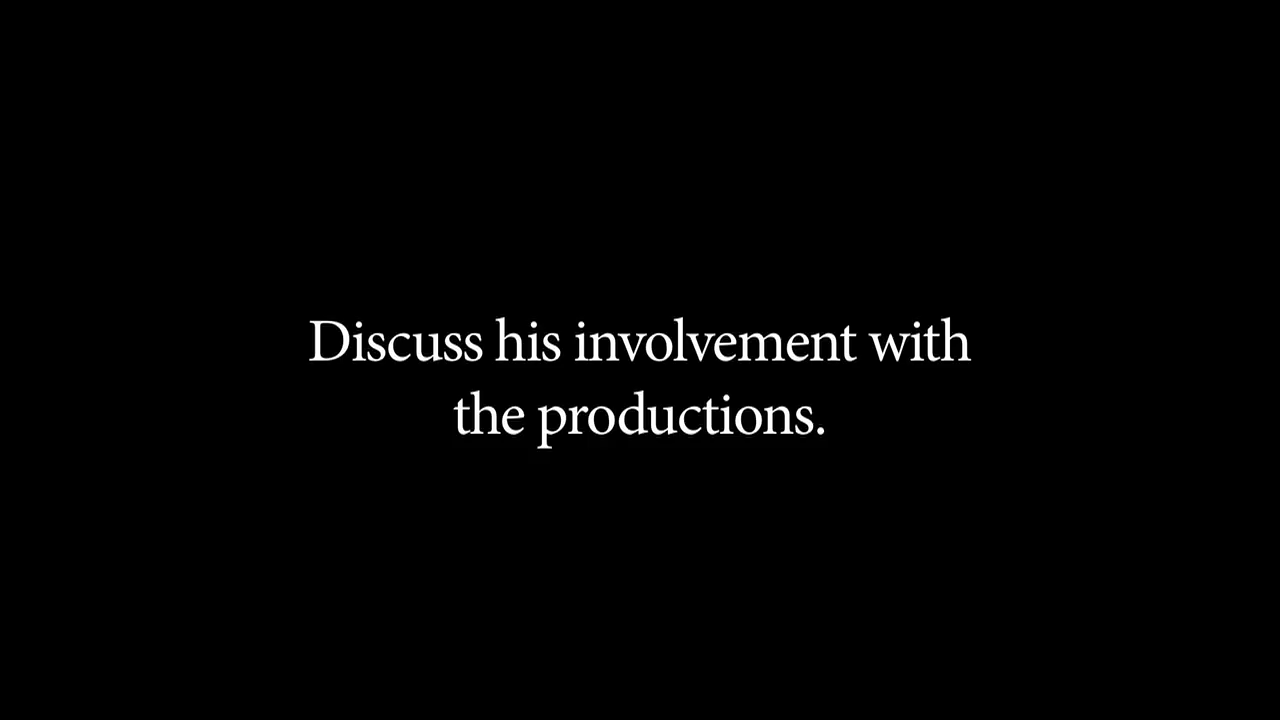 Discuss his involvement with
the productions.